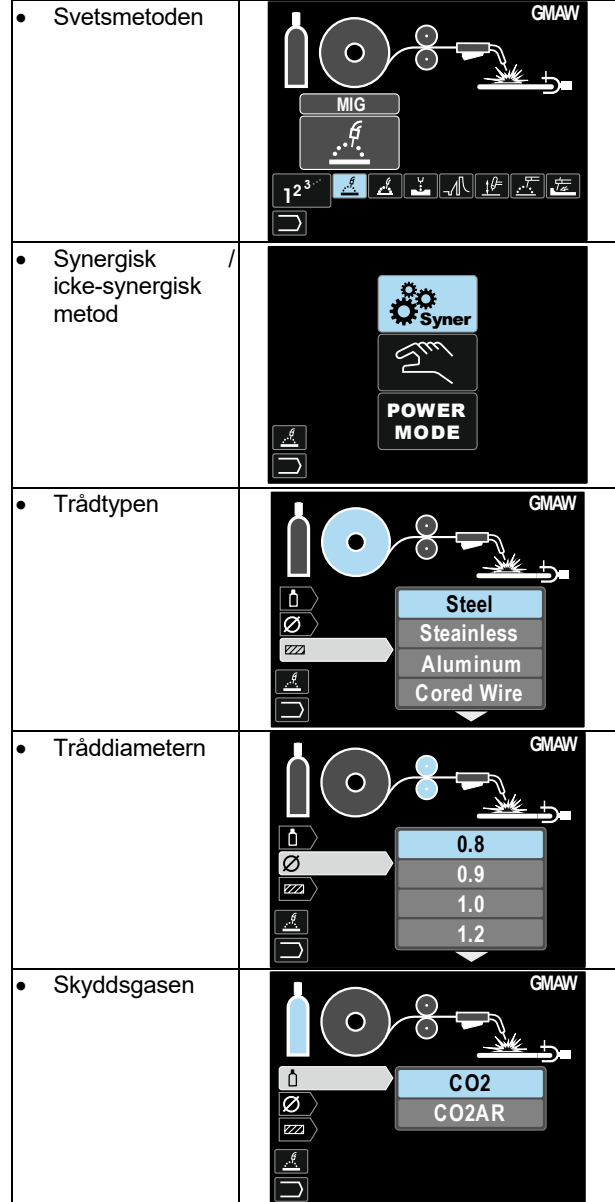 • Svetsmetoden
GMAW
MIG
123...
• Synergisk /
icke-synergisk
metod
Syner
POWER
MODE
• Trådtypen
GMAW
Steel
Steainless
Aluminum
Cored Wire
• Tråddiametern
GMAW
Ø
0.8
0.9
1.0
1.2
• Skyddsgasen
GMAW
CO2
CO2AR